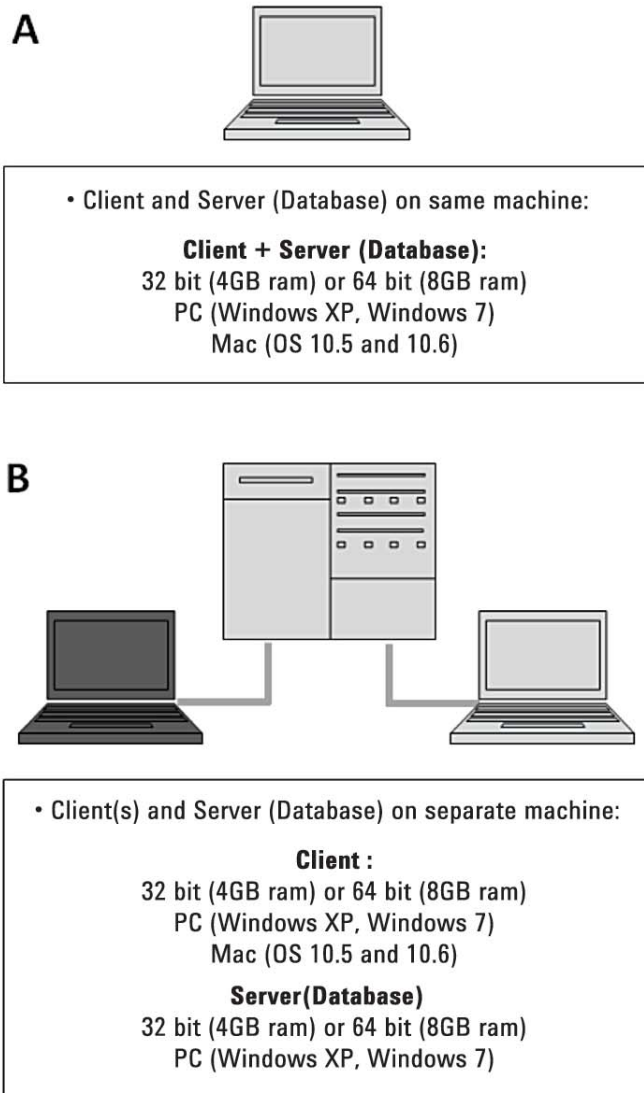 A
• Client and Server (Database) on same machine:
Client + Server (Database):
32 bit (4GB ram) or 64 bit (8GB ram)
PC (Windows XP, Windows 7)
Mac (OS 10.5 and 10.6)
B
• Client(s) and Server (Database) on separate machine:
Client :
32 bit (4GB ram) or 64 bit (8GB ram)
PC (Windows XP, Windows 7)
Mac (OS 10.5 and 10.6)
Server(Database)
32 bit (4GB ram) or 64 bit (8GB ram)
PC (Windows XP, Windows 7)